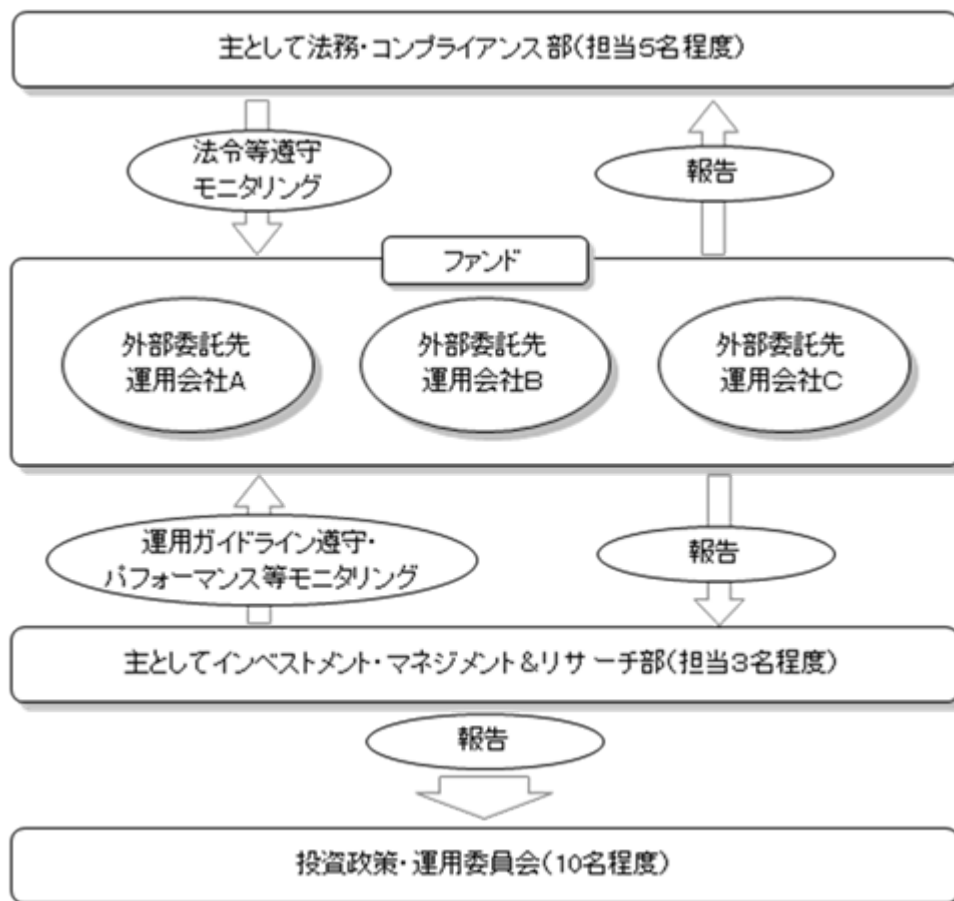 主として法務・コンプライアンス部(担当5名程度)
法令等遵守
モニタリング
報告
ファンド
外部委託先
運用会社A
外部委託先
運用会社B
外部委託先
運用会社C
運用ガイドライン遵守・
パフォーマンス等モニタリング
報告
主としてインベストメント・マネジメント&リサーチ部(担当3名程度)
報告
投資政策・運用委員会(10名程度)